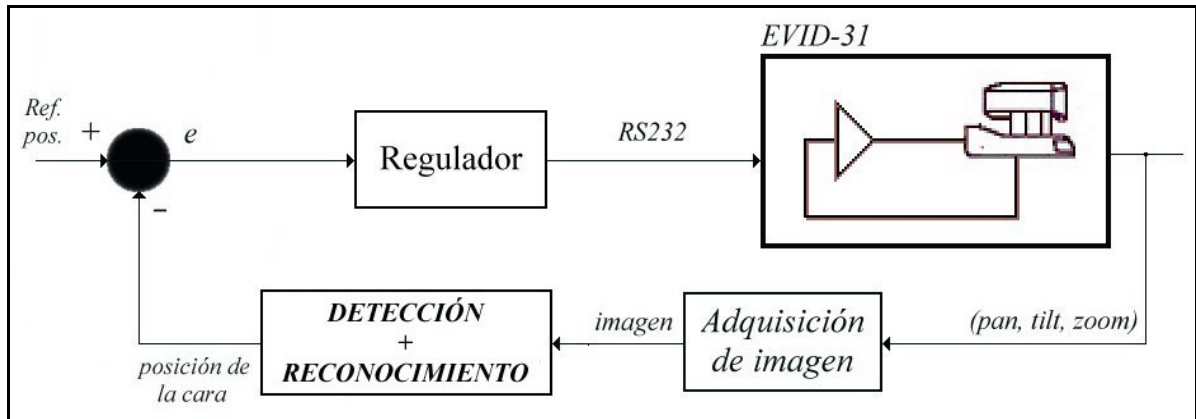 EVID-31
Ref.
pos.
+
e
Regulador
RS232
−
DETECCIÓN
+
RECONOCIMIENTO
imagen
Adquisición
de imagen
(pan, tilt, zoom)
posición de
la cara